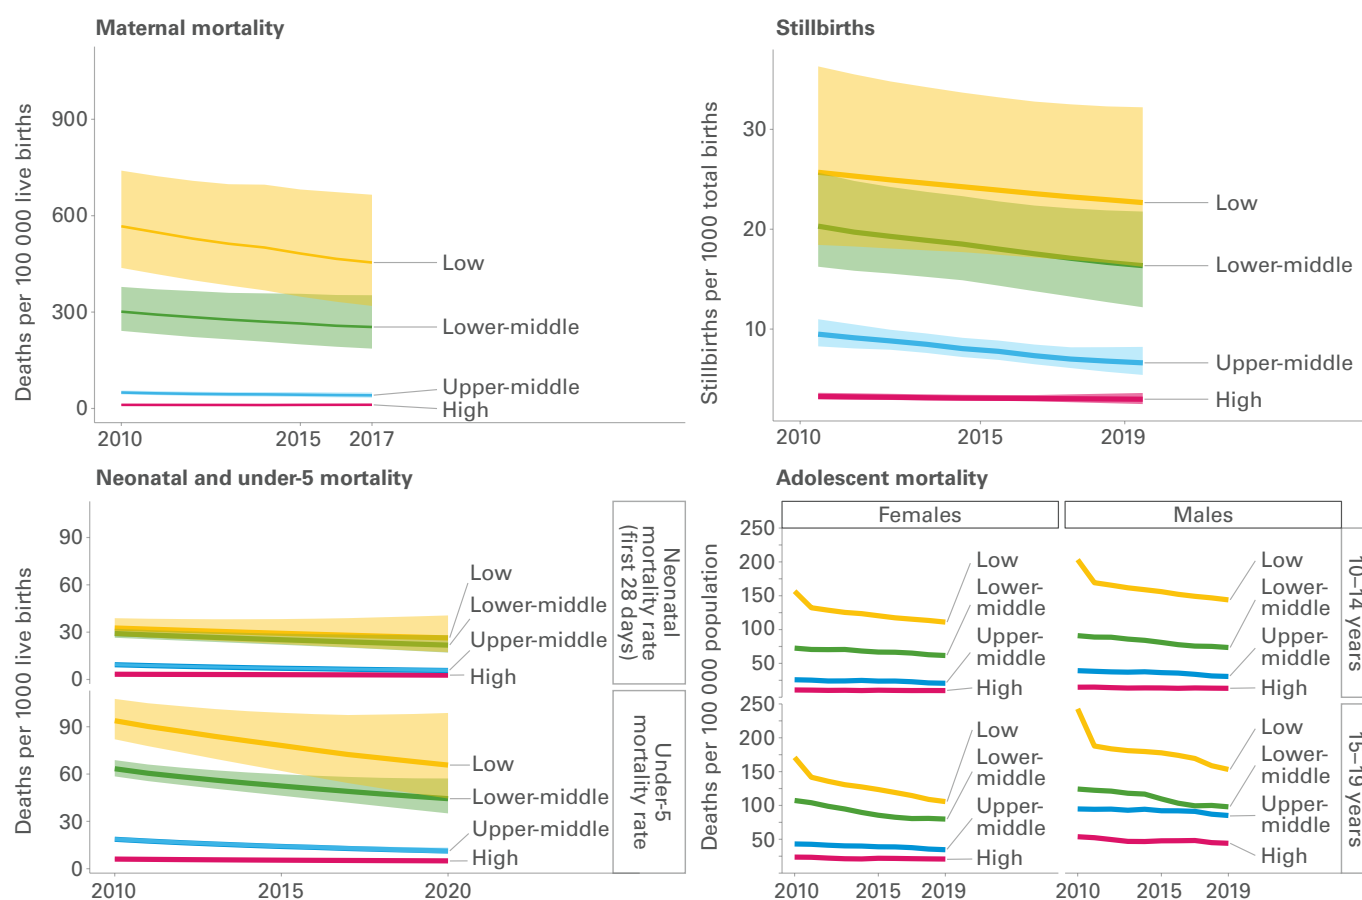 Maternal mortality
Deaths per 100 000 live births
900
600
300
0
Low
Lower-middle
Upper-middle
High
2010
2015
2017
Stillbirths
Stillbirths per 1000 total births
30
20
10
Low
Lower-middle
Upper-middle
High
2010
2015
2019
Neonatal and under-5 mortality
Deaths per 1000 live births
90
60
30
0
Low
Lower-middle
Upper-middle
High
Neonatal
mortality rate
(first 28 days)
90
60
30
0
Low
Lower-middle
Upper-middle
High
Under-5
mortality rate
2010
2015
2020
Adolescent mortality
Deaths per 100 000 population
Females
Males
250
200
150
100
50
Low
Lower-
middle
Upper-
middle
High
Low
Lower-
middle
Upper-
middle
High
10–14 years
250
200
150
100
50
Low
Lower-
middle
Upper-
middle
High
Low
Lower-
middle
Upper-
middle
High
15–19 years
2010
2015
2019
2010
2015
2019